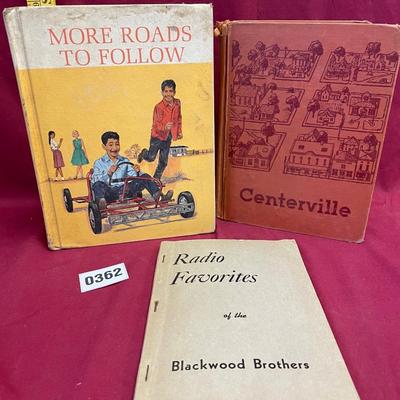 MORE ROADS
TO FOLLOW
Centerville
0362
Radio
Favorites
of the
Blackwood Brothers